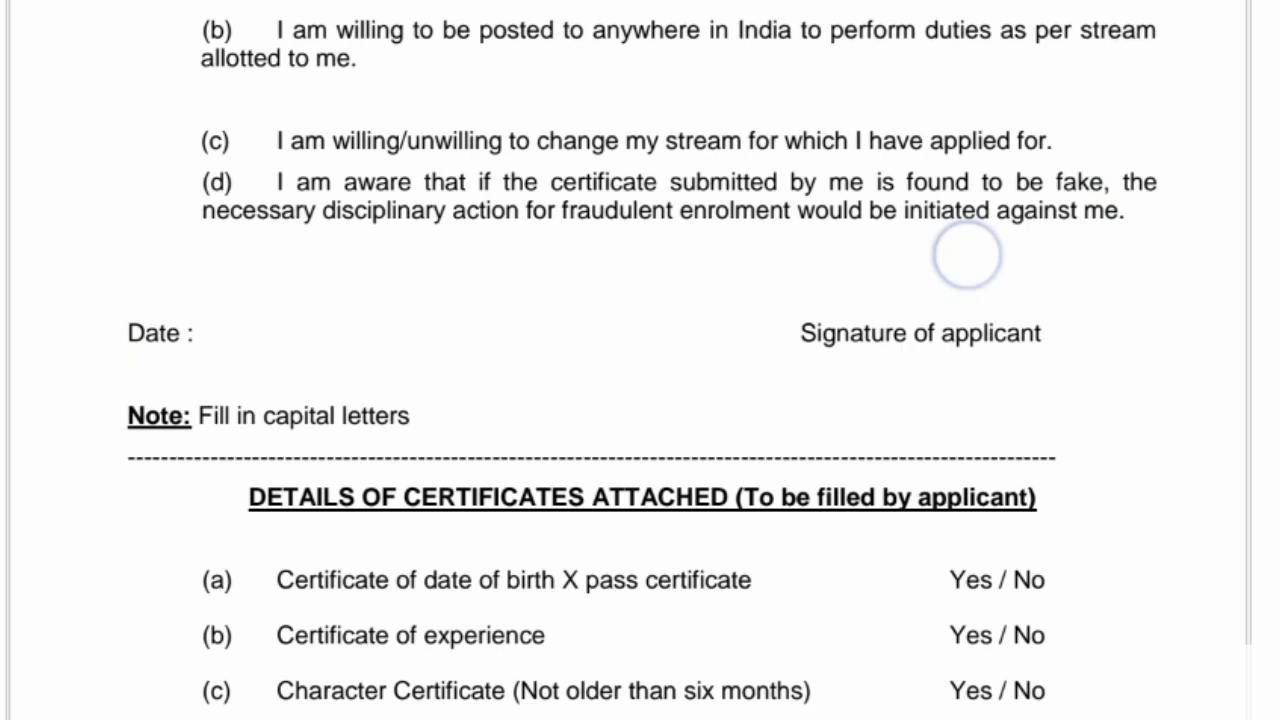 (b) I am willing to be posted to anywhere in India to perform duties as per stream
allotted to me.
(c) I am willing/unwilling to change my stream for which I have applied for.
(d) I am aware that if the certificate submitted by me is found to be fake, the
necessary disciplinary action for fraudulent enrolment would be initiated against me.
Date : Signature of applicant
Note: Fill in capital letters
--------------------------------------------------------------------------------------------------------------
DETAILS OF CERTIFICATES ATTACHED (To be filled by applicant)
(a) Certificate of date of birth X pass certificate Yes / No
(b) Certificate of experience Yes / No
(c) Character Certificate (Not older than six months) Yes / No